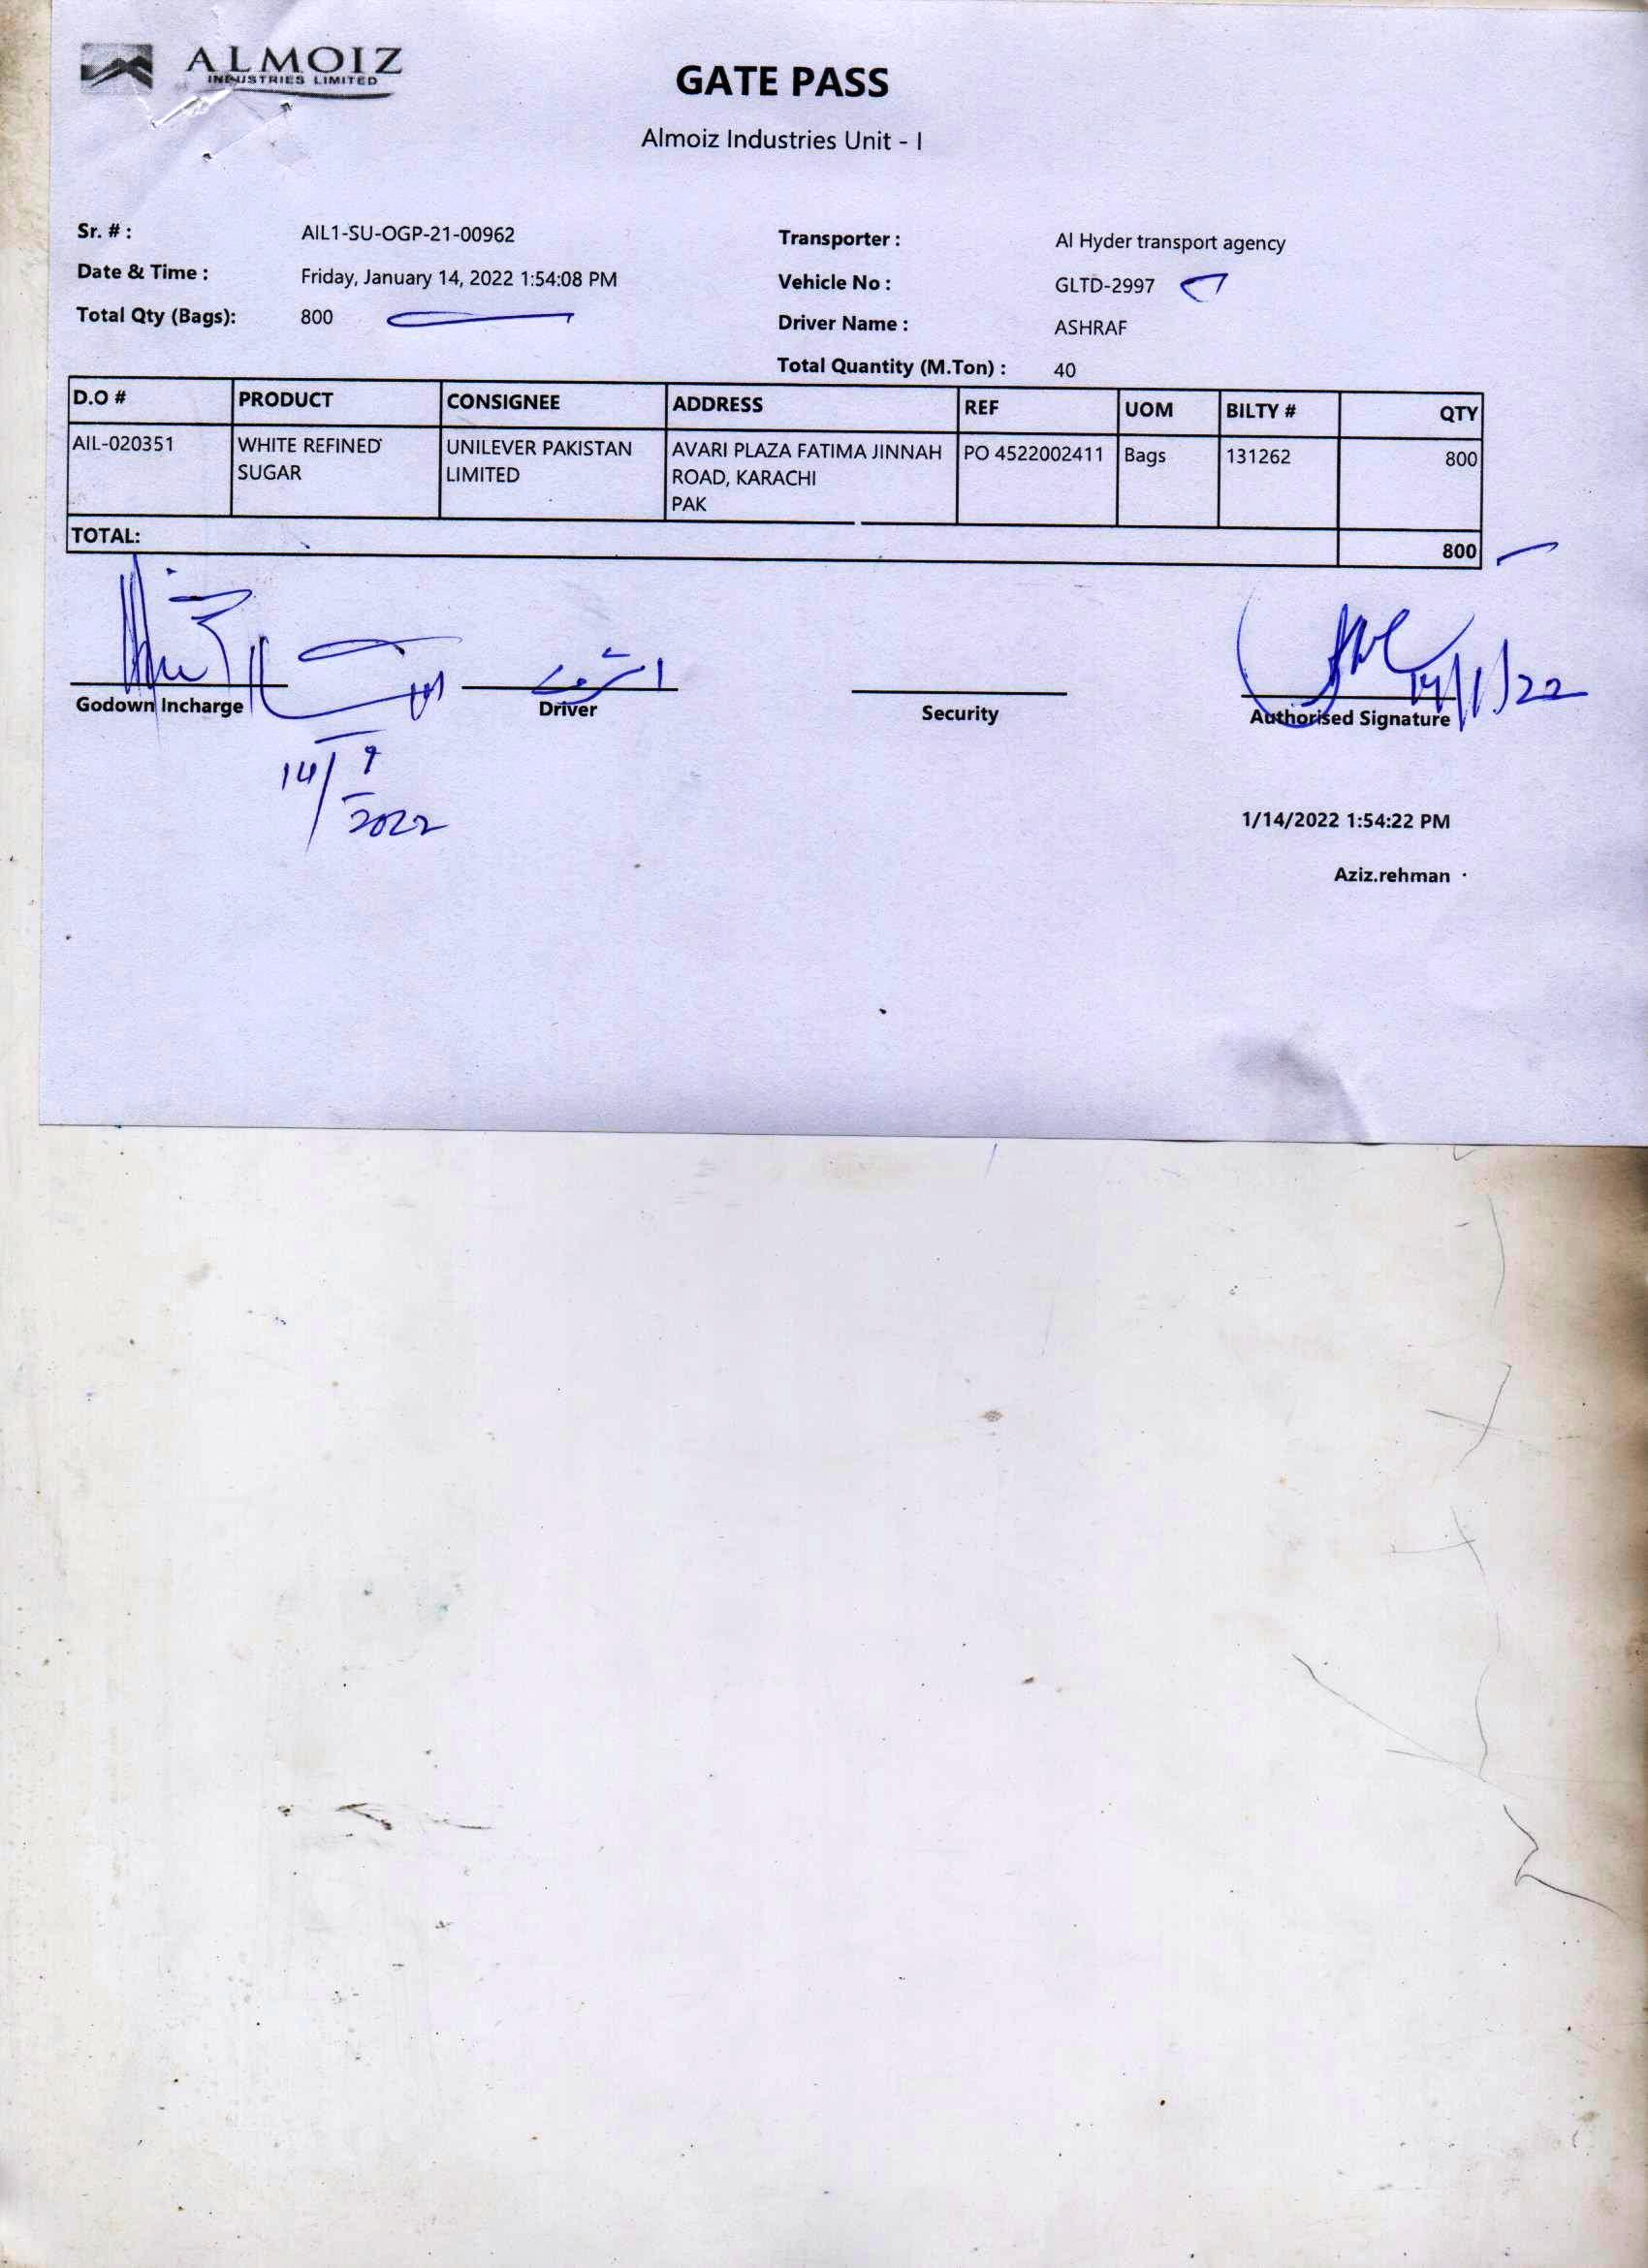 ALMOIZ
INDUSTRIES LIMITED
GATE PASS
Almoiz Industries Unit - I
Sr. # : AIL1-SU-OGP-21-00962
Transporter : Al Hyder transport agency
Date & Time : Friday, January 14, 2022 1:54:08 PM
Vehicle No : GLTD-2997
Total Qty (Bags): 800
Driver Name : ASHRAF
Total Quantity (M.Ton) : 40
D.O # PRODUCT CONSIGNEE ADDRESS REF UOM BILTY # QTY
AIL-020351 WHITE REFINED UNILEVER PAKISTAN AVARI PLAZA FATIMA JINNAH PO 4522002411 Bags 131262 800
SUGAR LIMITED ROAD, KARACHI
PAK
TOTAL: 800
اشرف
14/1/22
Godown Incharge Driver Security Authorised Signature
14/
2022
1/14/2022 1:54:22 PM
Aziz.rehman